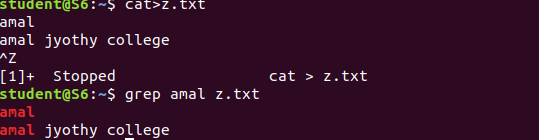 student@S6:~$ cat>z.txt
amal
amal jyothy college
^Z
[1]+  Stopped                 cat > z.txt
student@S6:~$ grep amal z.txt
amal
amal jyothy college